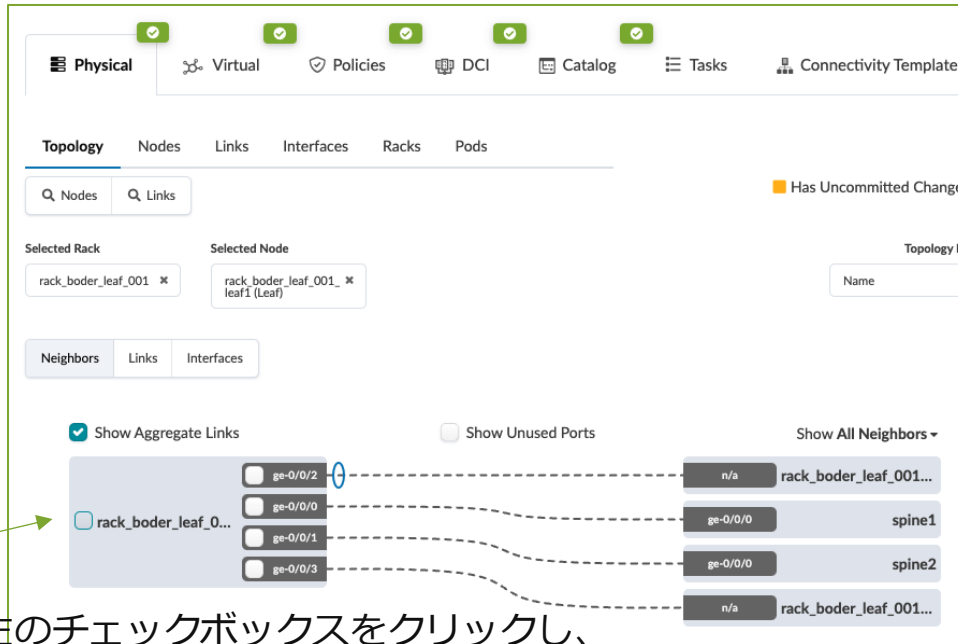 Physical Virtual Policies DCI Catalog Tasks Connectivity Template
Topology Nodes Links Interfaces Racks Pods
Nodes Links
Has Uncommitted Change
Selected Rack Selected Node Topology
rack_boder_leaf_001 rack_boder_leaf_001_
leaf1 (Leaf)
Name
Neighbors Links Interfaces
Show Aggregate Links Show Unused Ports Show All Neighbors
ge-0/0/2 n/a rack_boder_leaf_001...
ge-0/0/0 ge-0/0/0 spine1
rack_boder_leaf_0...
ge-0/0/1 ge-0/0/0 spine2
ge-0/0/3 n/a rack_boder_leaf_001...
のチェックボックスをクリックし、